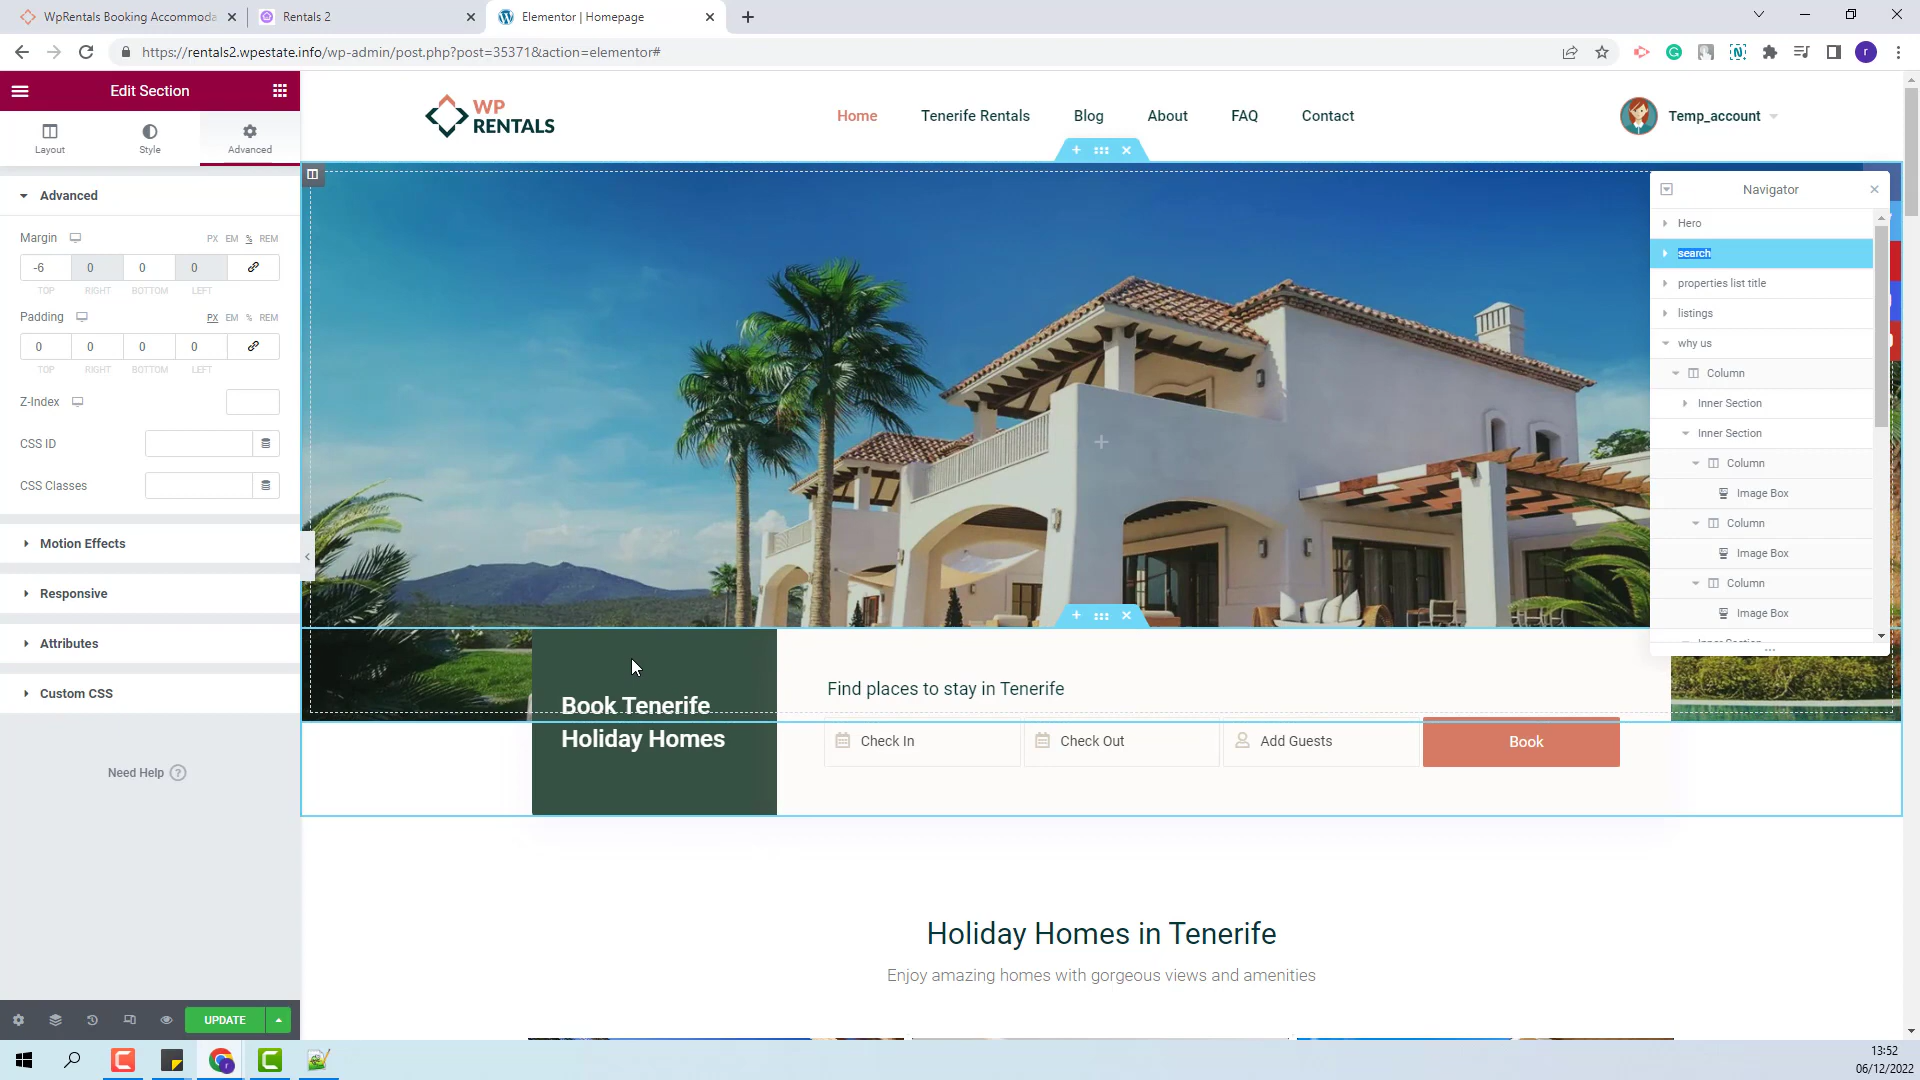 WpRentals Booking Accommoda
Rentals 2
Elementor | Homepage
https://rentals2.wpestate.info/wp-admin/post.php?post=35371&action=elementor#
r
Edit Section
Layout
Style
Advanced
Advanced
Margin
PX EM % REM
-6 0 0 0
TOP RIGHT BOTTOM LEFT
Padding
PX EM % REM
0 0 0 0
TOP RIGHT BOTTOM LEFT
Z-Index
CSS ID
CSS Classes
Motion Effects
Responsive
Attributes
Custom CSS
Need Help ?
UPDATE
WP
RENTALS
Home
Tenerife Rentals
Blog
About
FAQ
Contact
Temp_account
Navigator
Hero
search
properties list title
listings
why us
Column
Inner Section
Inner Section
Column
Image Box
Column
Image Box
Column
Image Box
Book Tenerife
Holiday Homes
Find places to stay in Tenerife
Check In
Check Out
Add Guests
Book
Holiday Homes in Tenerife
Enjoy amazing homes with gorgeous views and amenities
13:52
06/12/2022